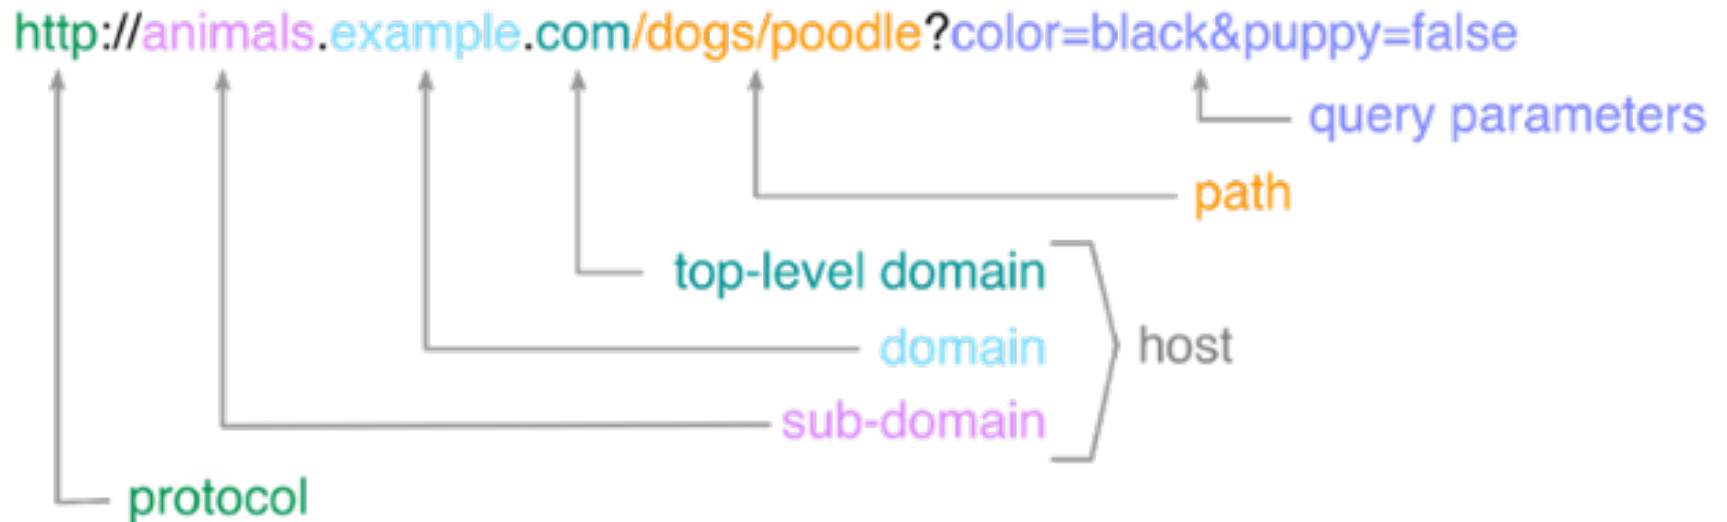 http://animals.example.com/dogs/poodle?color=black&puppy=false
query parameters
path
top-level domain
domain
host
sub-domain
protocol